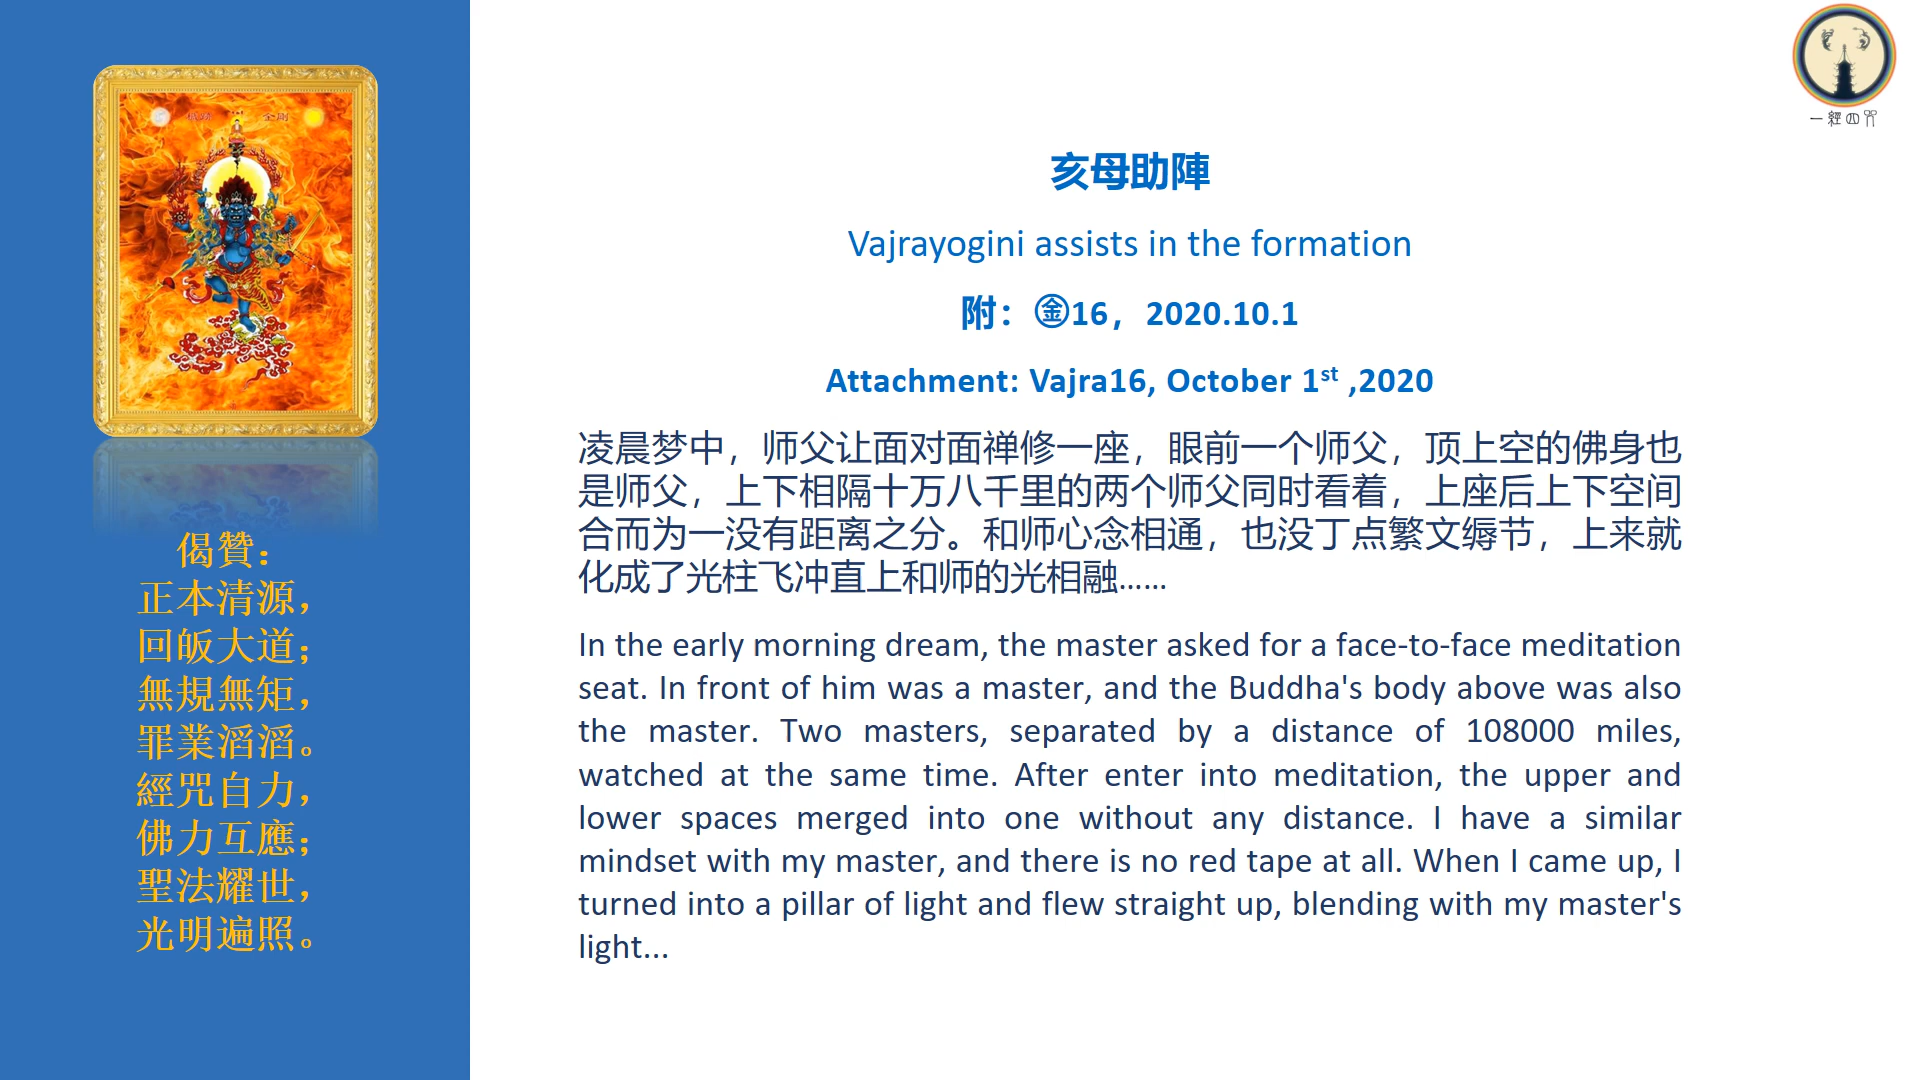 一經四咒
金剛
偈贊：
正本清源，
回皈大道；
無規無矩，
罪業滔滔。
經咒自力，
佛力互應；
聖法耀世，
光明遍照。
亥母助陣
Vajrayogini assists in the formation
附：㊎16，2020.10.1
Attachment: Vajra16, October 1st ,2020
凌晨梦中，师父让面对面禅修一座，眼前一个师父，顶上空的佛身也
是师父，上下相隔十万八千里的两个师父同时看着，上座后上下空间
合而为一没有距离之分。和师心念相通，也没丁点繁文缛节，上来就
化成了光柱飞冲直上和师的光相融……
In the early morning dream, the master asked for a face-to-face meditation
seat. In front of him was a master, and the Buddha's body above was also
the master. Two masters, separated by a distance of 108000 miles,
watched at the same time. After enter into meditation, the upper and
lower spaces merged into one without any distance. I have a similar
mindset with my master, and there is no red tape at all. When I came up, I
turned into a pillar of light and flew straight up, blending with my master's
light...